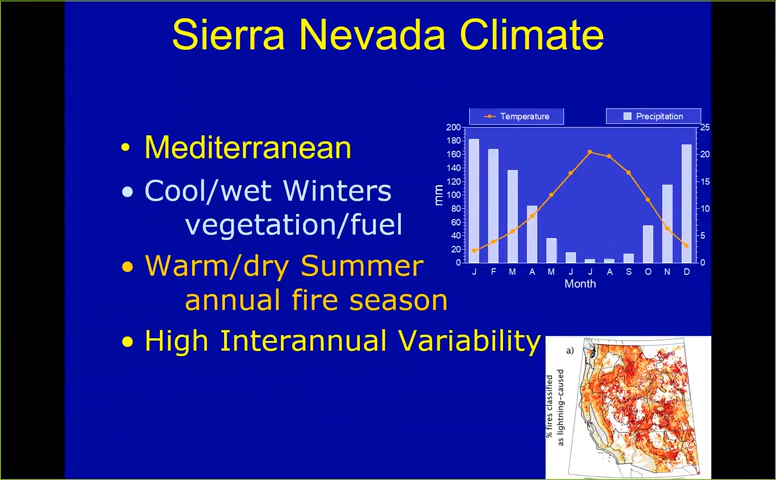 Sierra Nevada Climate
• Mediterranean
• Cool/wet Winters
vegetation/fuel
• Warm/dry Summer
annual fire season
• High Interannual Variability
Temperature
Precipitation
200
180
160
140
120
100
80
60
40
20
0
mm
25
20
15
10
5
0
J F M A M J J A S O N D
Month
a)
% fires classified
as lightning-caused